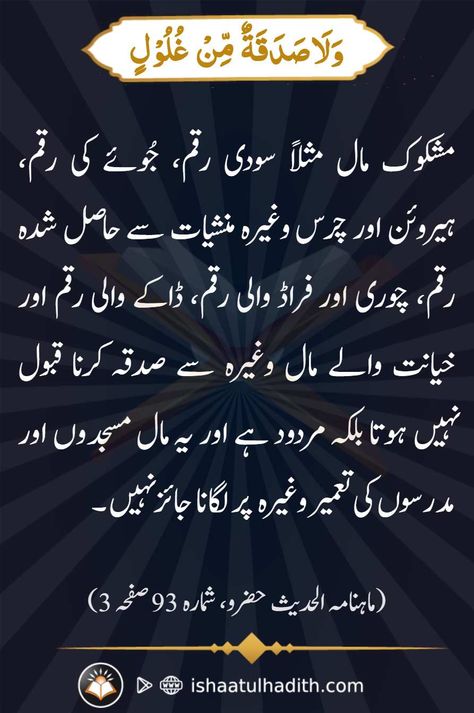 وَلَا صَدَقَةٌ مِّنْ غُلُوْلٍ
مشکوک مال مثلاً سودی رقم، جُوئے کی رقم،
ہیروئن اور چرس وغیرہ منشیات سے حاصل شدہ
رقم، چوری اور فراڈ والی رقم، ڈاکے والی رقم اور
خیانت والے مال وغیرہ سے صدقہ کرنا قبول
نہیں ہوتا بلکہ مردود ہے اور یہ مال مسجدوں اور
مدرسوں کی تعمیر وغیرہ پر لگانا جائز نہیں۔
(ماہنامہ الحدیث حضرو، شمارہ 93 صفحہ 3)
ishaatulhadith.com